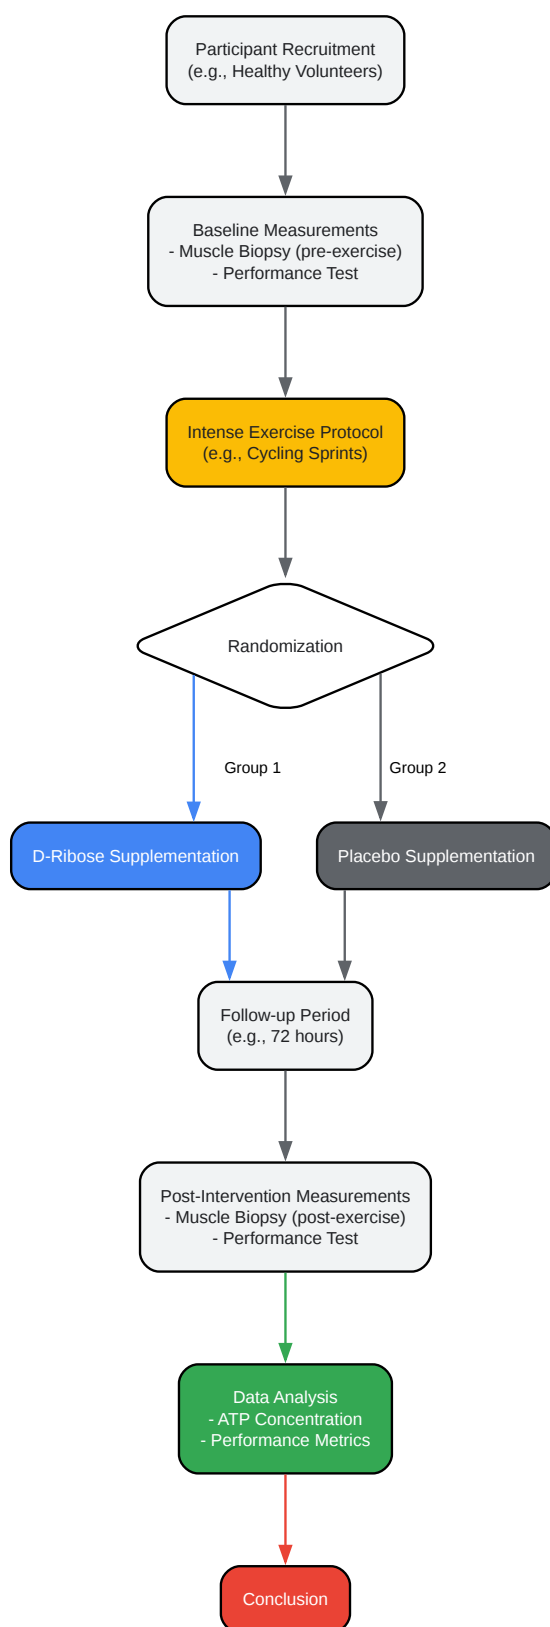 Participant Recruitment
(e.g., Healthy Volunteers)
Baseline Measurements
- Muscle Biopsy (pre-exercise)
- Performance Test
Intense Exercise Protocol
(e.g., Cycling Sprints)
Randomization
Group 1
Group 2
D-Ribose Supplementation
Placebo Supplementation
Follow-up Period
(e.g., 72 hours)
Post-Intervention Measurements
- Muscle Biopsy (post-exercise)
- Performance Test
Data Analysis
- ATP Concentration
- Performance Metrics
Conclusion